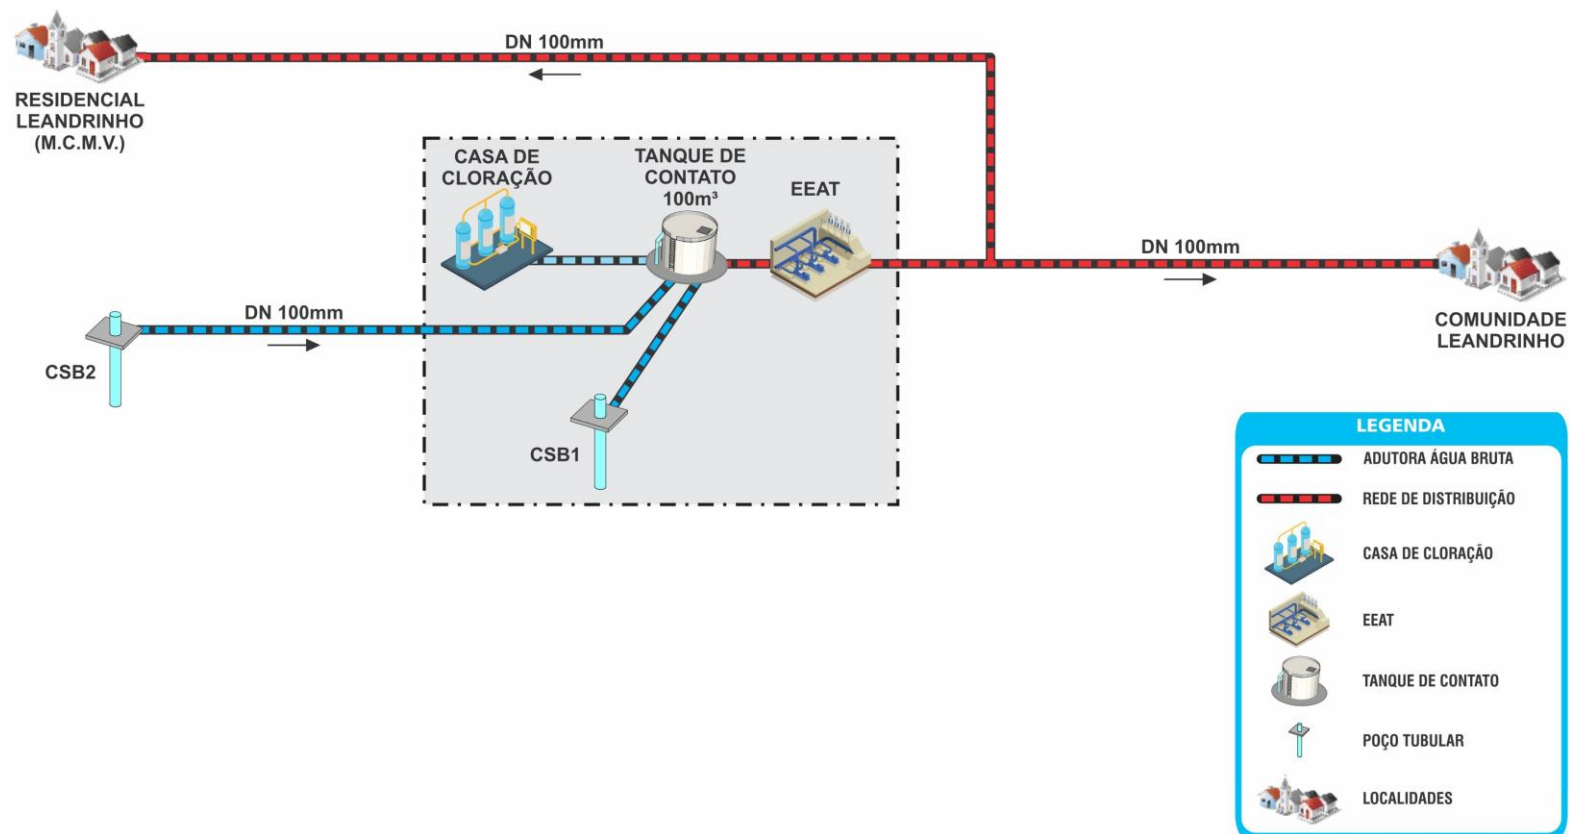 DN 100mm
RESIDENCIAL
LEANDRINHO
(M.C.M.V.)
CASA DE
CLORAÇÃO
TANQUE DE
CONTATO
100m³
EEAT
DN 100mm
DN 100mm
COMUNIDADE
LEANDRINHO
CSB2
CSB1
LEGENDA
ADUTORA ÁGUA BRUTA
REDE DE DISTRIBUIÇÃO
CASA DE CLORAÇÃO
EEAT
TANQUE DE CONTATO
POÇO TUBULAR
LOCALIDADES